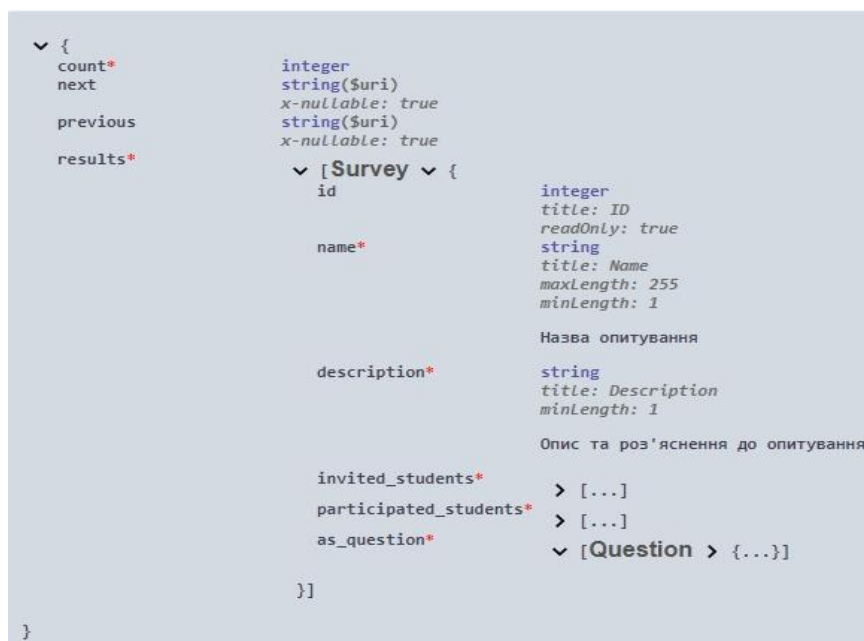 {
count* integer
next string($uri)
x-nullable: true
previous string($uri)
x-nullable: true
results*
[Survey {
id integer
title: ID
readOnly: true
name* string
title: Name
maxLength: 255
minLength: 1
Назва опитування
description* string
title: Description
minLength: 1
Опис та роз'яснення до опитування
invited_students* > [...]
participated_students* > [...]
as_question* [Question > {...}]
}]
}